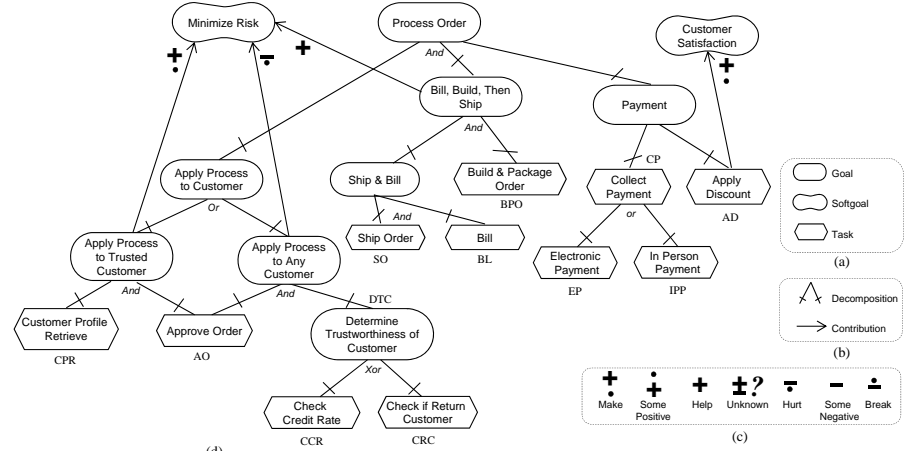 Minimize Risk
Process Order
Customer
Satisfaction
And
Bill, Build, Then
Ship
And
Payment
CP
Apply Process
to Customer
Or
Ship & Bill
And
Build & Package
Order
BPO
Collect
Payment
or
Apply
Discount
AD
Goal
Softgoal
Task
(a)
Apply Process
to Trusted
Customer
And
Apply Process
to Any
Customer
And
Ship Order
SO
Bill
BL
Electronic
Payment
EP
In Person
Payment
IPP
Decomposition
Contribution
(b)
Customer Profile
Retrieve
CPR
Approve Order
AO
DTC
Determine
Trustworthiness of
Customer
Xor
Check
Credit Rate
CCR
Check if Return
Customer
CRC
?
Make
Some
Positive
Help
Unknown
Hurt
Some
Negative
Break
(c)
(d)